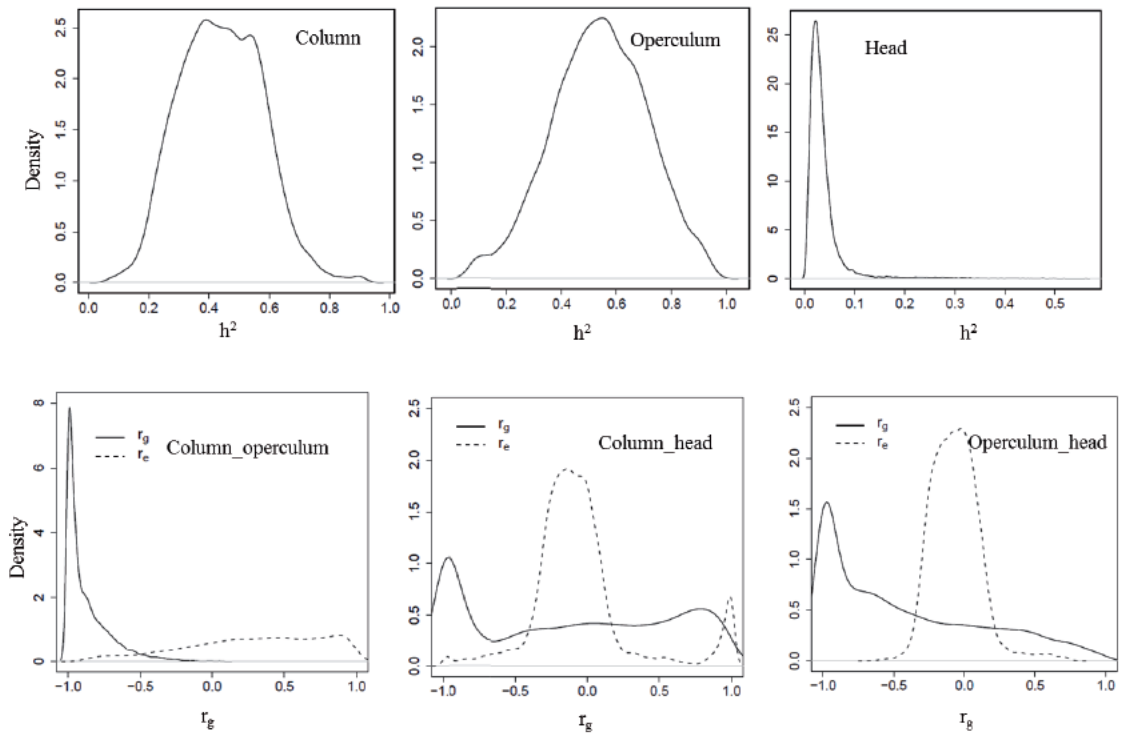 Column
Density
0.0 0.5 1.0 1.5 2.0 2.5
0.0 0.2 0.4 0.6 0.8 1.0
h²
Operculum
0.0 0.5 1.0 1.5 2.0
0.0 0.2 0.4 0.6 0.8 1.0
h²
Head
0 5 10 15 20 25
0.0 0.1 0.2 0.3 0.4 0.5
h²
Column_operculum
r_g
r_e
Density
0 2 4 6 8
−1.0 −0.5 0.0 0.5 1.0
r_g
Column_head
r_g
r_e
0.0 0.5 1.0 1.5 2.0 2.5
−1.0 −0.5 0.0 0.5 1.0
r_g
Operculum_head
r_g
r_e
0.0 0.5 1.0 1.5 2.0 2.5
−1.0 −0.5 0.0 0.5 1.0
r_g